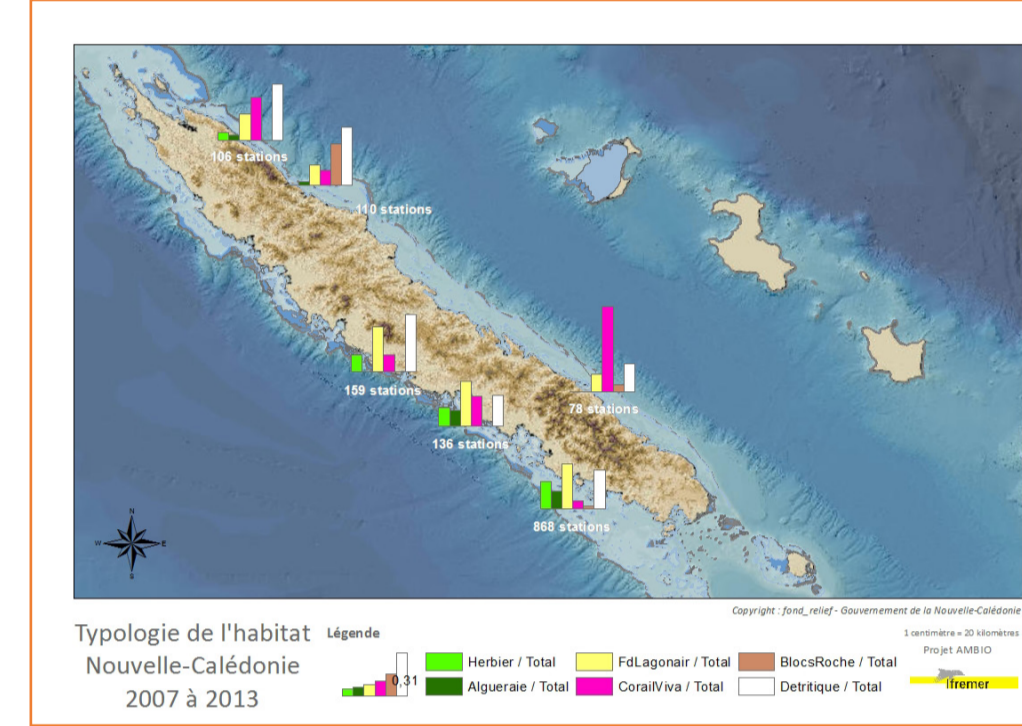 106 stations
110 stations
159 stations
78 stations
136 stations
868 stations
N
W E
S
Copyright : fond_relief - Gouvernement de la Nouvelle-Calédonie
Typologie de l'habitat
Nouvelle-Calédonie
2007 à 2013
Légende
0,31
Herbier / Total
Algueraie / Total
FdLagonair / Total
CorailViva / Total
BlocsRoche / Total
Detritique / Total
1 centimètre = 20 kilomètres
Projet AMBIO
Ifremer